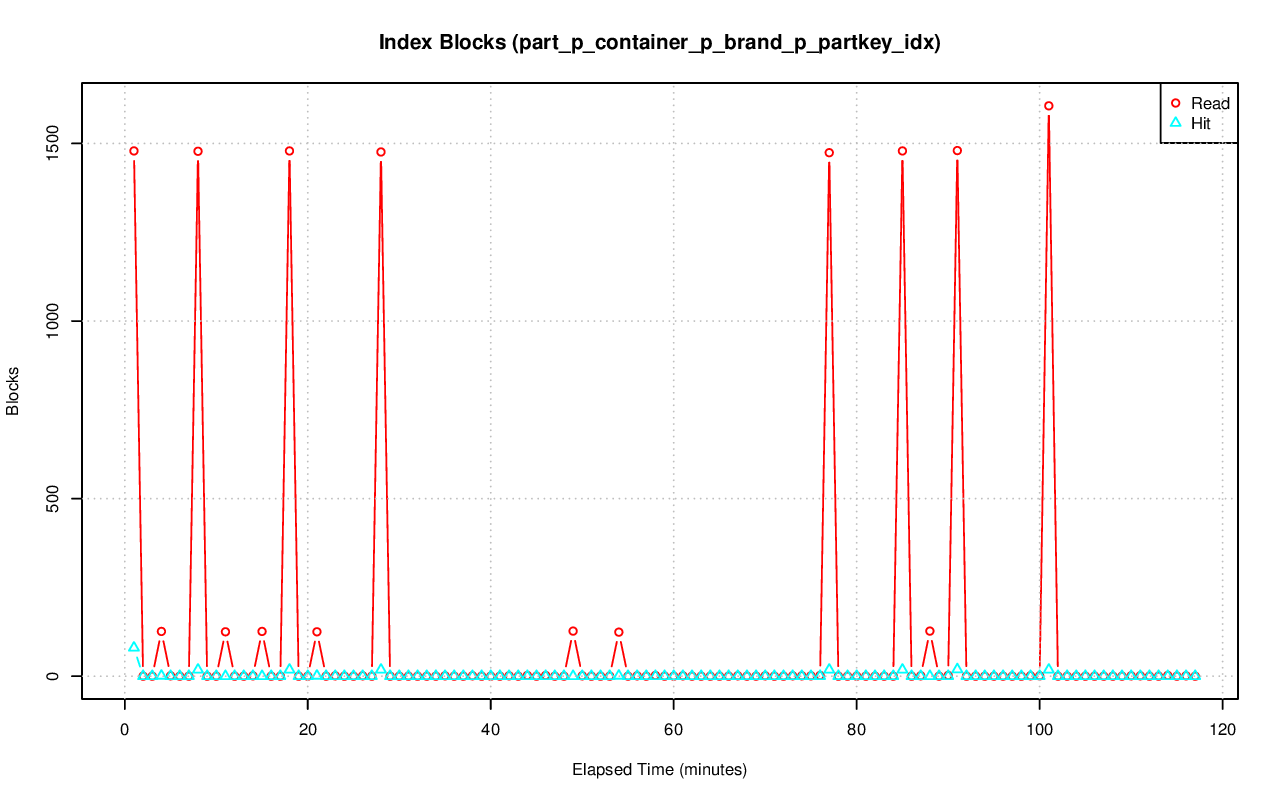 Index Blocks (part_p_container_p_brand_p_partkey_idx)
Read
Hit
Blocks
1500
1000
500
0
0 20 40 60 80 100 120
Elapsed Time (minutes)